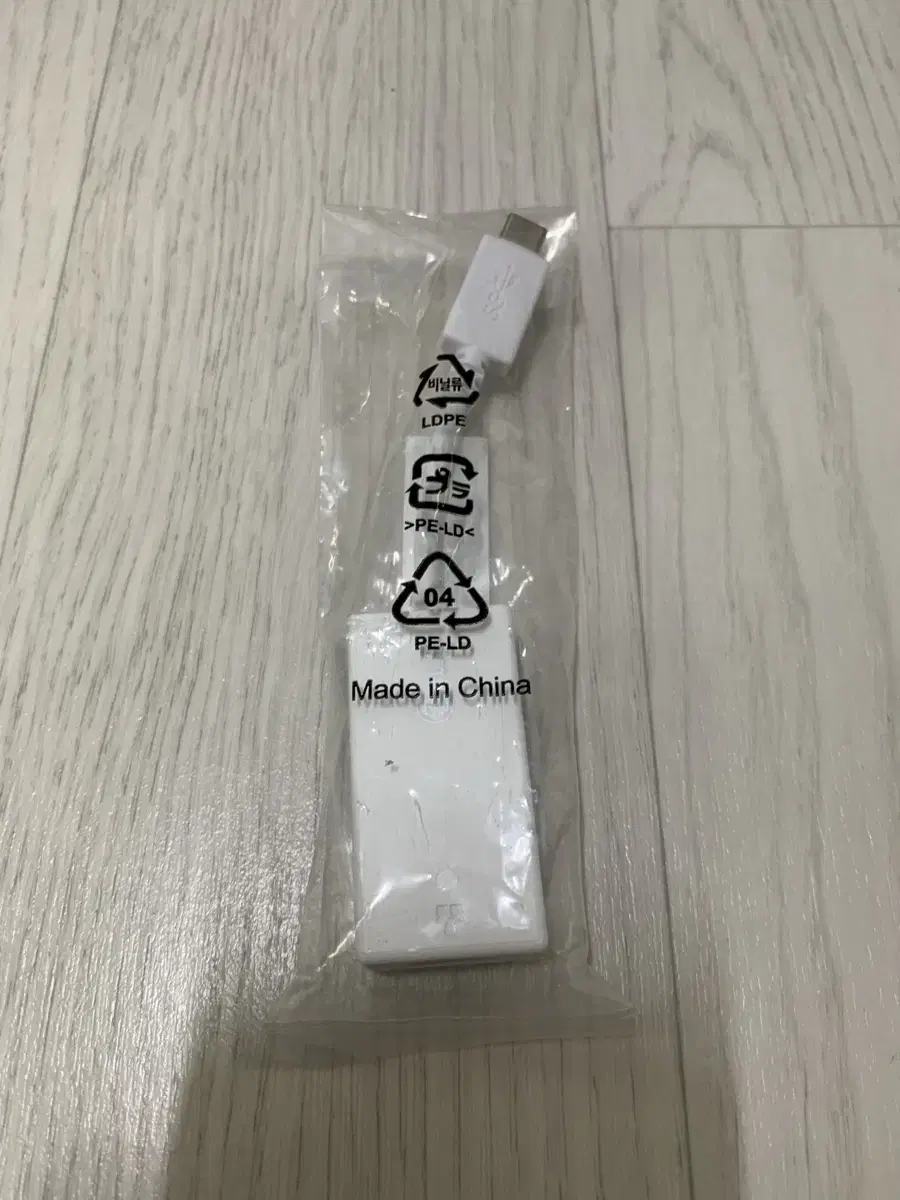 비닐류
LDPE
プラ
>PE-LD<
04
PE-LD
Made in China